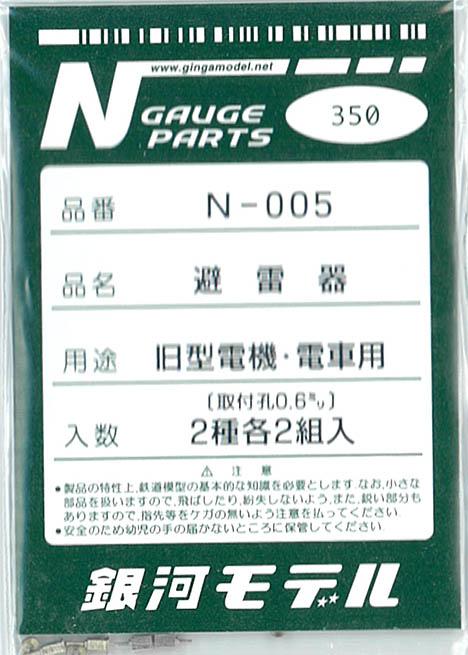 www.gingamodel.net
N GAUGE PARTS
350
品番 N-005
品名 避雷器
用途 旧型電機・電車用
(取付孔0.6㍉)
入数 2種各2組入
⚠ 注意
•製品の特性上,鉄道模型の基本的な知識を必要とします.なお,小さな
部品を扱いますので,飛ばしたり,紛失しないよう,また,鋭い部分も
ありますので,指先等をケガの無いよう注意を払ってください.
•安全のため幼児の手の届かないところに保管してください.
銀河モデル